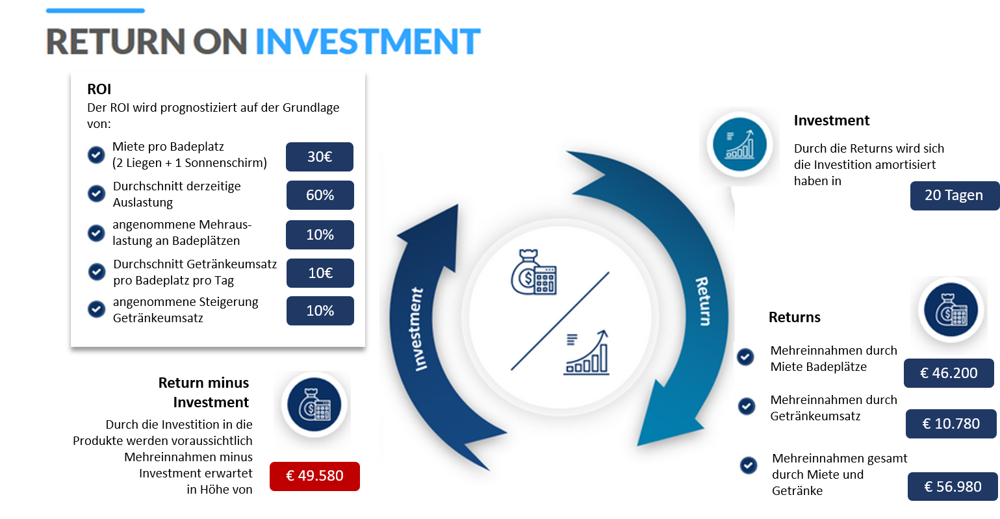 RETURN ON INVESTMENT
ROI
Der ROI wird prognostiziert auf der Grundlage
von:
Miete pro Badeplatz
(2 Liegen + 1 Sonnenschirm)
30€
Durchschnitt derzeitige
Auslastung
60%
angenommene Mehraus-
lastung an Badeplätzen
10%
Durchschnitt Getränkeumsatz
pro Badeplatz pro Tag
10€
angenommene Steigerung
Getränkeumsatz
10%
Return minus
Investment
Durch die Investition in die
Produkte werden voraussichtlich
Mehreinnahmen minus
Investment erwartet
in Höhe von
€ 49.580
Investment
Return
Investment
Durch die Returns wird sich
die Investition amortisiert
haben in
20 Tagen
Returns
Mehreinnahmen durch
Miete Badeplätze
€ 46.200
Mehreinnahmen durch
Getränkeumsatz
€ 10.780
Mehreinnahmen gesamt
durch Miete und
Getränke
€ 56.980